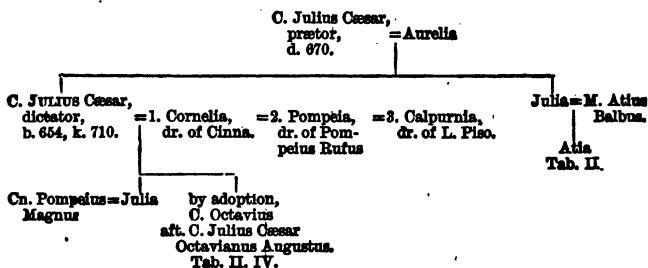 C. Julius Cæsar,
prætor,
d. 670.
=Aurelia
C. JULIUS Cæsar,
dictator,
b. 654, k. 710.
=1. Cornelia,
dr. of Cinna.
=2. Pompeia,
dr. of Pom-
peius Rufus
=3. Calpurnia,
dr. of L. Piso.
Julia=M. Atius
Balbus.
Atia
Tab. II.
Cn. Pompeius=Julia
Magnus
by adoption,
C. Octavius
aft. C. Julius Cæsar
Octavianus Augustus.
Tab. II. IV.